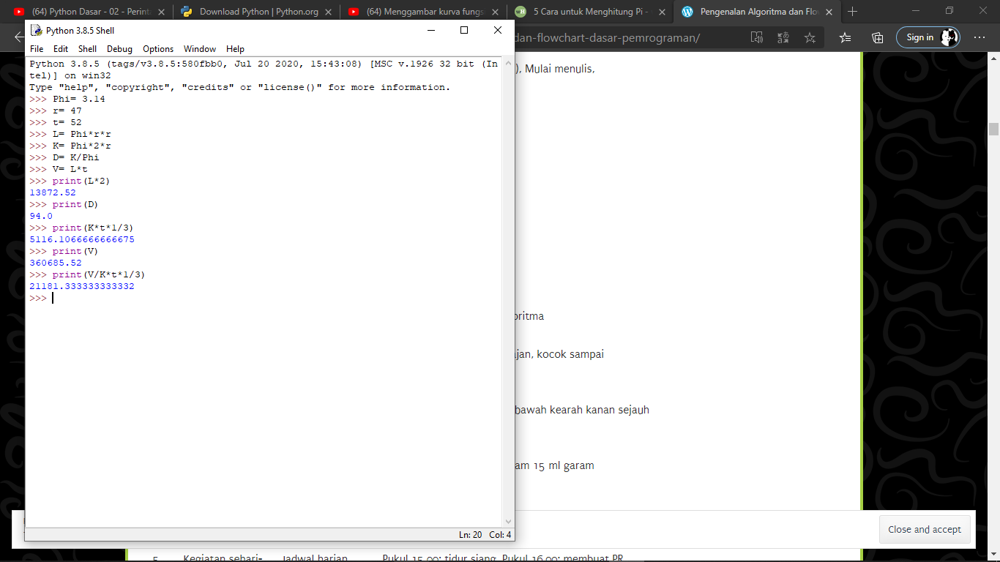 (64) Python Dasar - 02 - Perint
Download Python | Python.org
(64) Menggambar kurva fungs
5 Cara untuk Menghitung Pi -
Pengenalan Algoritma dan Flo
dan-flowchart-dasar-pemrograman/
Sign in
Python 3.8.5 Shell
File Edit Shell Debug Options Window Help
Python 3.8.5 (tags/v3.8.5:580fbb0, Jul 20 2020, 15:43:08) [MSC v.1926 32 bit (In
tel)] on win32
Type "help", "copyright", "credits" or "license()" for more information.
>>> Phi= 3.14
>>> r= 47
>>> t= 52
>>> L= Phi*r*r
>>> K= Phi*2*r
>>> D= K/Phi
>>> V= L*t
>>> print(L*2)
13872.52
>>> print(D)
94.0
>>> print(K*t*1/3)
5116.1066666666675
>>> print(V)
360685.52
>>> print(V/K*t*1/3)
21181.333333333332
>>>
Ln: 20 Col: 4
), Mulai menulis,
oritma
ajan, kocok sampai
bawah kearah kanan sejauh
am 15 ml garam
Close and accept
5 Kegiatan sehari- Jadwal harian Pukul 15.00: tidur siang, Pukul 16.00: membuat PR